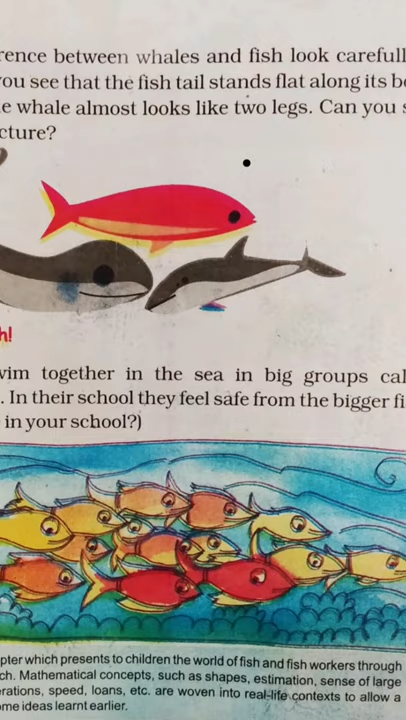 rence between whales and fish look carefull
you see that the fish tail stands flat along its b
e whale almost looks like two legs. Can you s
cture?
h!
wim together in the sea in big groups cal
. In their school they feel safe from the bigger fi
in your school?)
pter which presents to children the world of fish and fish workers through
ch. Mathematical concepts, such as shapes, estimation, sense of large
erations, speed, loans, etc. are woven into real-life contexts to allow a
ome ideas learnt earlier.